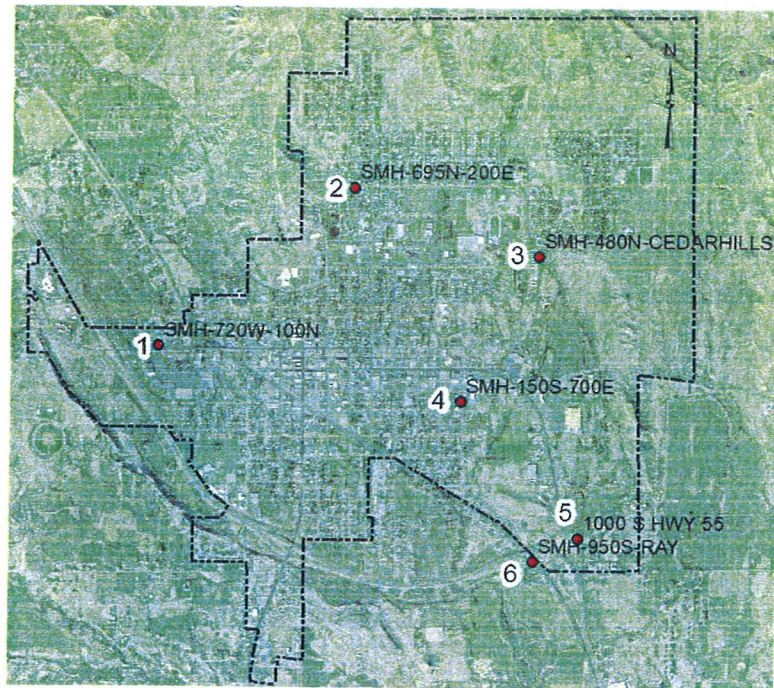 N
2 SMH-695N-200E
3 SMH-480N-CEDARHILLS
1 SMH-720W-100N
4 SMH-150S-700E
5 1000 S HWY 55
6 SMH-950S-RAY